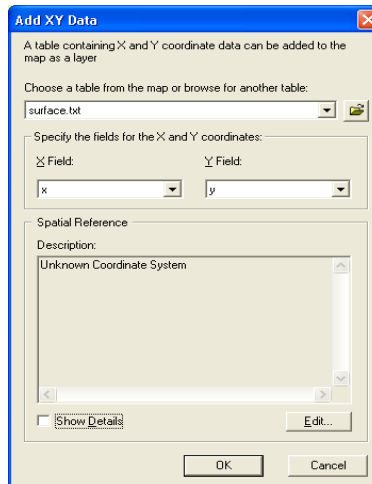 Add XY Data
A table containing X and Y coordinate data can be added to the
map as a layer
Choose a table from the map or browse for another table:
surface.txt
Specify the fields for the X and Y coordinates:
X Field:
Y Field:
x
y
Spatial Reference
Description:
Unknown Coordinate System
Show Details
Edit...
OK
Cancel